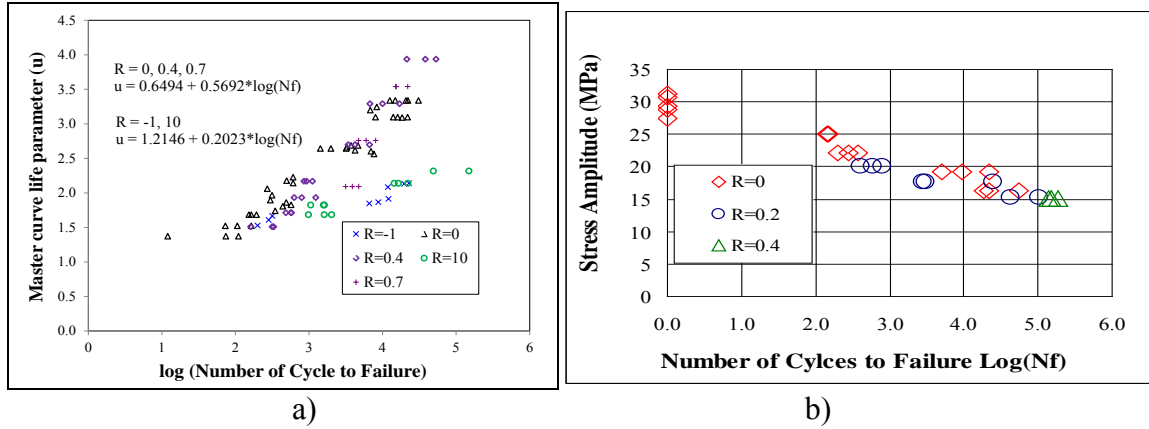 4.5
4.0
3.5
3.0
2.5
2.0
1.5
1.0
0.5
0.0
Master curve life parameter (u)
R = 0, 0.4, 0.7
u = 0.6494 + 0.5692*log(Nf)
R = -1, 10
u = 1.2146 + 0.2023*log(Nf)
R=-1 R=0
R=0.4 R=10
R=0.7
0 1 2 3 4 5 6
log (Number of Cycle to Failure)
a)
35
30
25
20
15
10
5
0
Stress Amplitude (MPa)
R=0
R=0.2
R=0.4
0.0 1.0 2.0 3.0 4.0 5.0 6.0
Number of Cylces to Failure Log(Nf)
b)